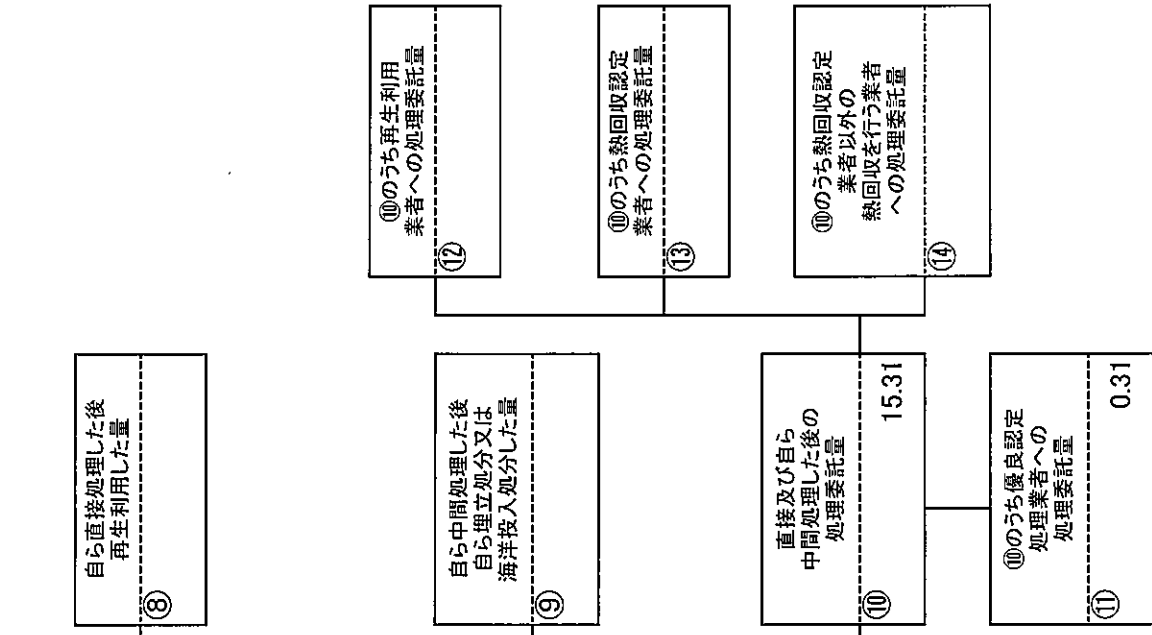 自ら直接処理した後
再生利用した量
⑧
自ら中間処理した後
自ら埋立処分又は
海洋投入処分した量
⑨
直接及び自ら
中間処理した後の
処理委託量
⑩
15.31
⑩のうち優良認定
処理業者への
処理委託量
⑪
0.31
⑩のうち再生利用
業者への処理委託量
⑫
⑩のうち熱回収認定
業者への処理委託量
⑬
⑩のうち熱回収認定
業者以外の
熱回収を行う業者
への処理委託量
⑭